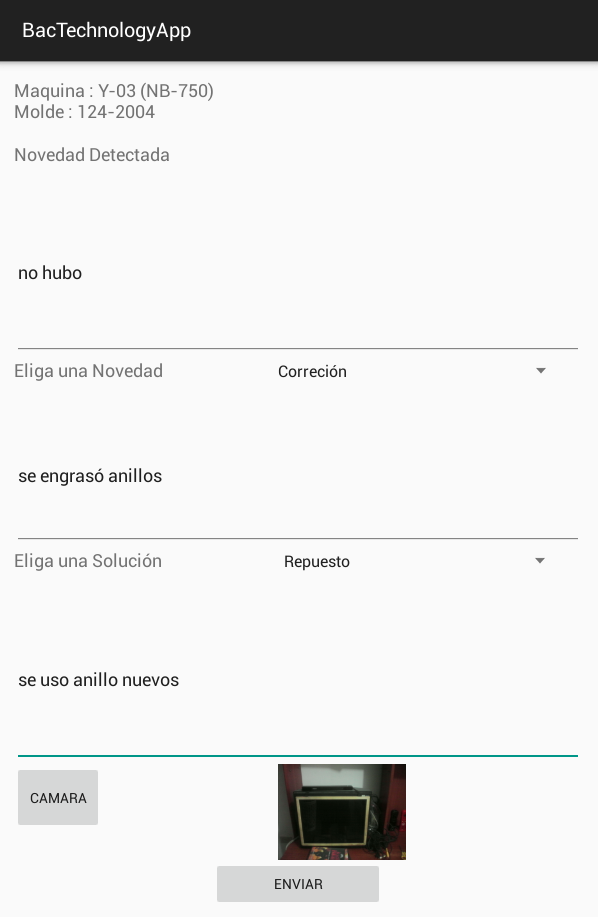 BacTechnologyApp
Maquina : Y-03 (NB-750)
Molde : 124-2004
Novedad Detectada
no hubo
Eliga una Novedad Correción
se engrasó anillos
Eliga una Solución Repuesto
se uso anillo nuevos
CAMARA
ENVIAR